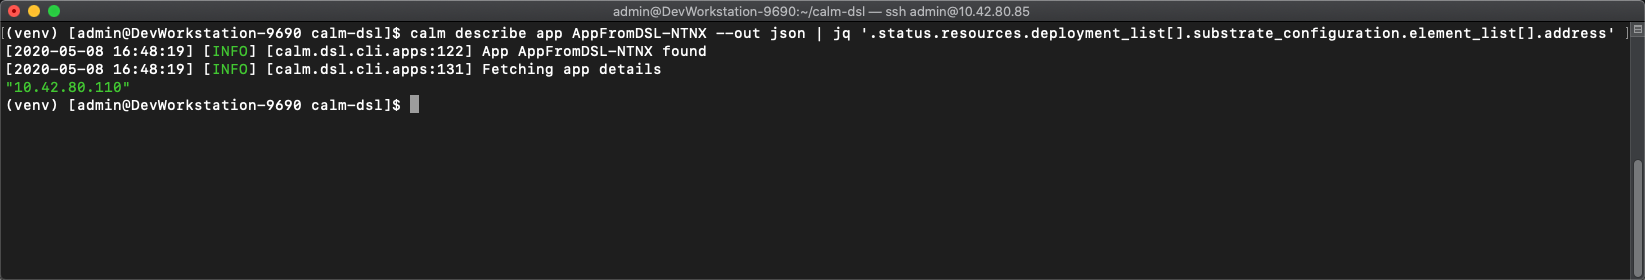 admin@DevWorkstation-9690:~/calm-dsl — ssh admin@10.42.80.85
[(venv) [admin@DevWorkstation-9690 calm-dsl]$ calm describe app AppFromDSL-NTNX --out json | jq '.status.resources.deployment_list[].substrate_configuration.element_list[].address' ]
[2020-05-08 16:48:19] [INFO] [calm.dsl.cli.apps:122] App AppFromDSL-NTNX found
[2020-05-08 16:48:19] [INFO] [calm.dsl.cli.apps:131] Fetching app details
"10.42.80.110"
(venv) [admin@DevWorkstation-9690 calm-dsl]$